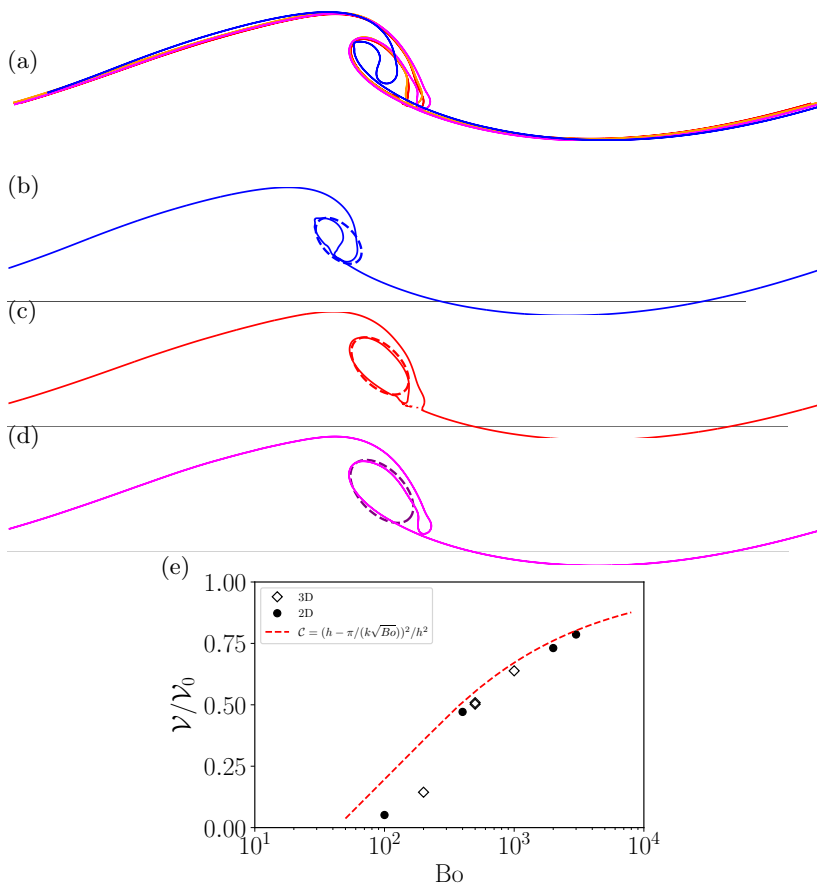 (a)
(b)
(c)
(d)
(e)
1.00
0.75
0.50
0.25
0.00
𝒱/𝒱₀
◇ 3D
● 2D
𝒞 = (h − π/(k√Bo))²/h²
10¹ 10² 10³ 10⁴
Bo